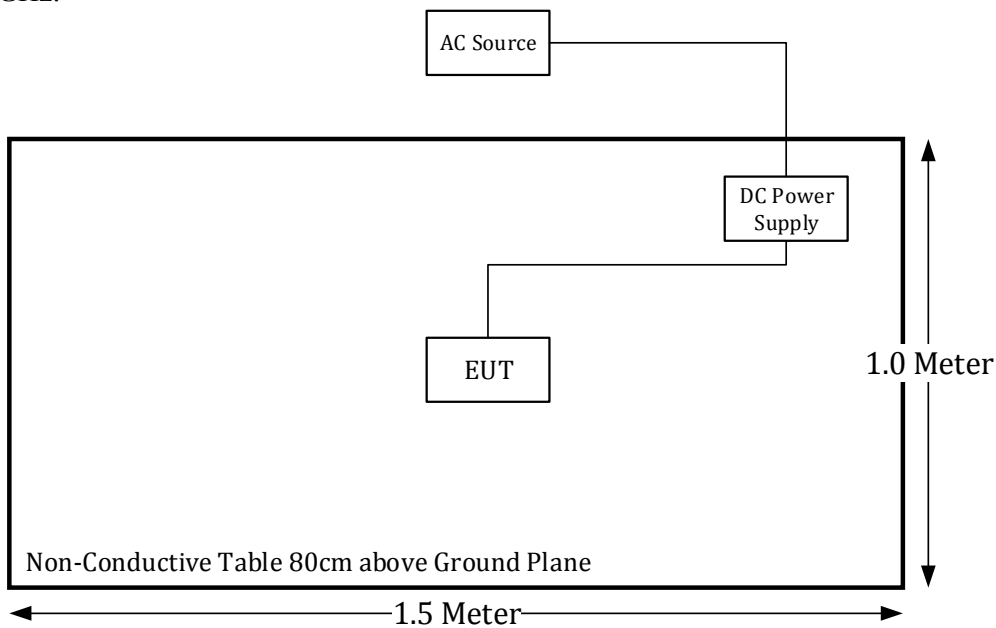 AC Source
DC Power
Supply
EUT
1.0 Meter
Non-Conductive Table 80cm above Ground Plane
1.5 Meter